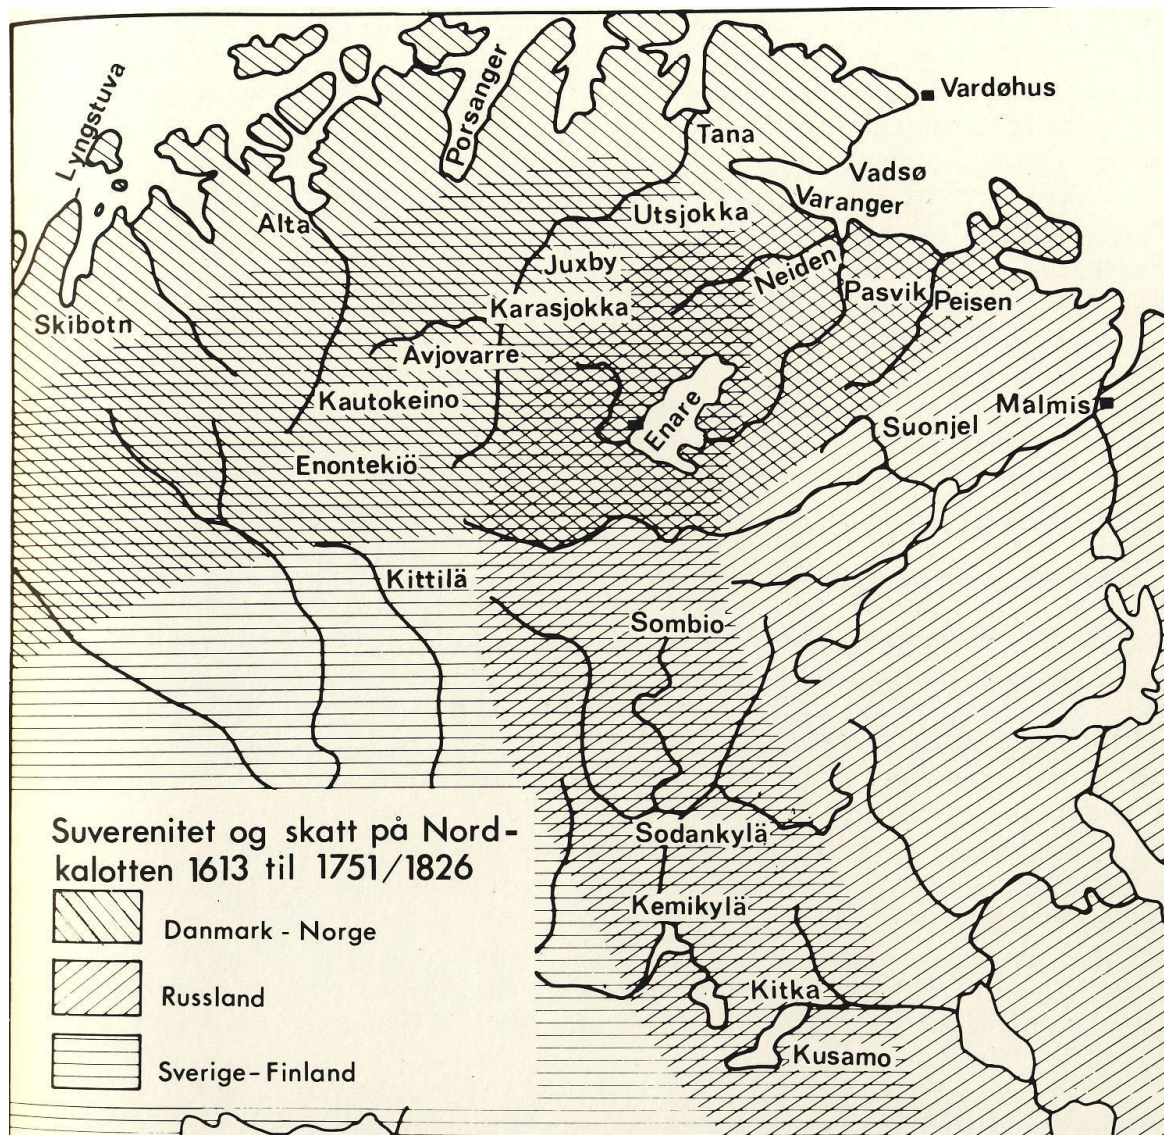 Lyngstuva
Porsanger
Vardøhus
Tana
Vadsø
Varanger
Alta
Utsjokka
Juxby
Neiden
Karasjokka
Pasvik
Peisen
Skibotn
Avjovarre
Kautokeino
Enare
Malmis
Suonjel
Enontekiö
Kittilä
Sombio
Suverenitet og skatt på Nord-
kalotten 1613 til 1751/1826
Danmark - Norge
Russland
Sverige-Finland
Sodankylä
Kemikylä
Kitka
Kusamo